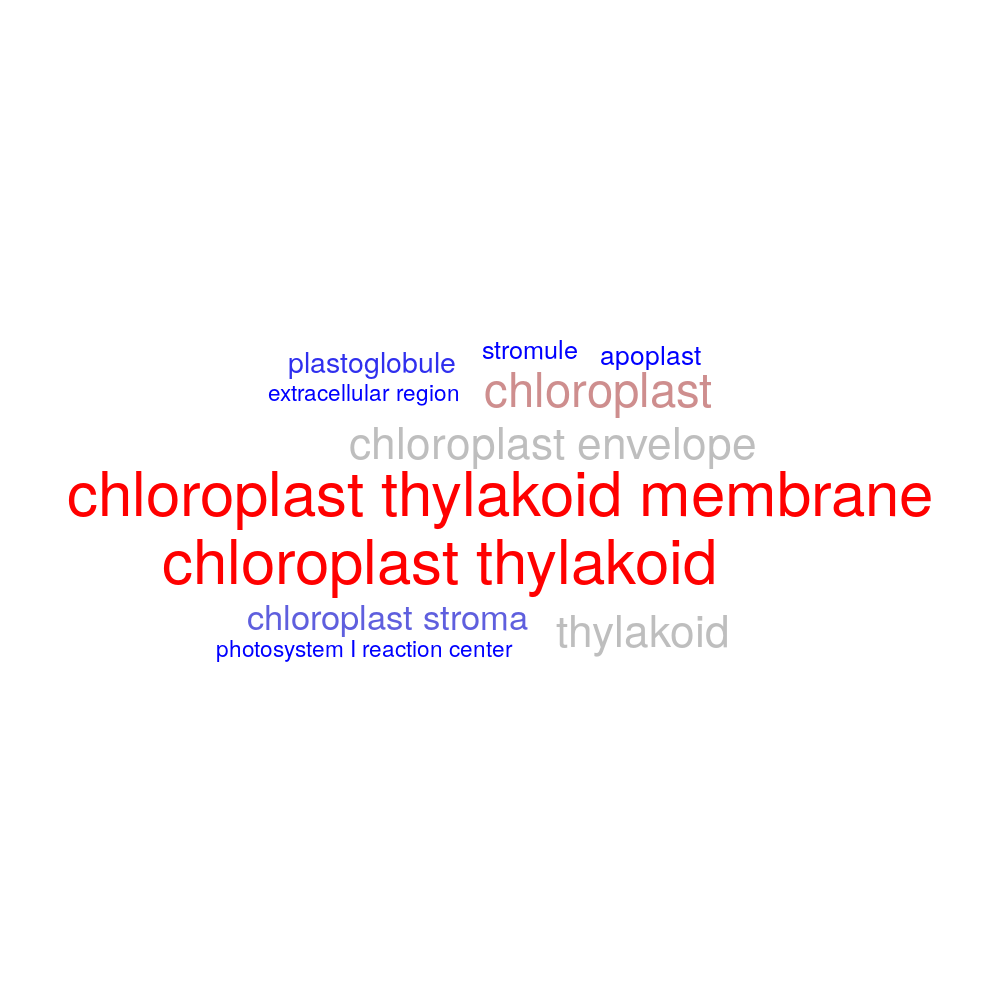 stromule
plastoglobule
apoplast
extracellular region
chloroplast
chloroplast envelope
chloroplast thylakoid membrane
chloroplast thylakoid
chloroplast stroma
thylakoid
photosystem I reaction center